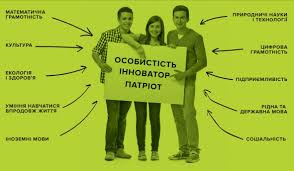 МАТЕМАТИЧНА
ГРАМОТНІСТЬ
КУЛЬТУРА
ЕКОЛОГІЯ
І ЗДОРОВ'Я
УМІННЯ НАВЧАТИСЯ
ВПРОДОВЖ ЖИТТЯ
ІНОЗЕМНІ МОВИ
ОСОБИСТІСТЬ
ІННОВАТОР
ПАТРІОТ
ПРИРОДНИЧІ НАУКИ
І ТЕХНОЛОГІЇ
ЦИФРОВА
ГРАМОТНІСТЬ
ПІДПРИЄМЛИВІСТЬ
РІДНА ТА
ДЕРЖАВНА МОВА
СОЦІАЛЬНІСТЬ